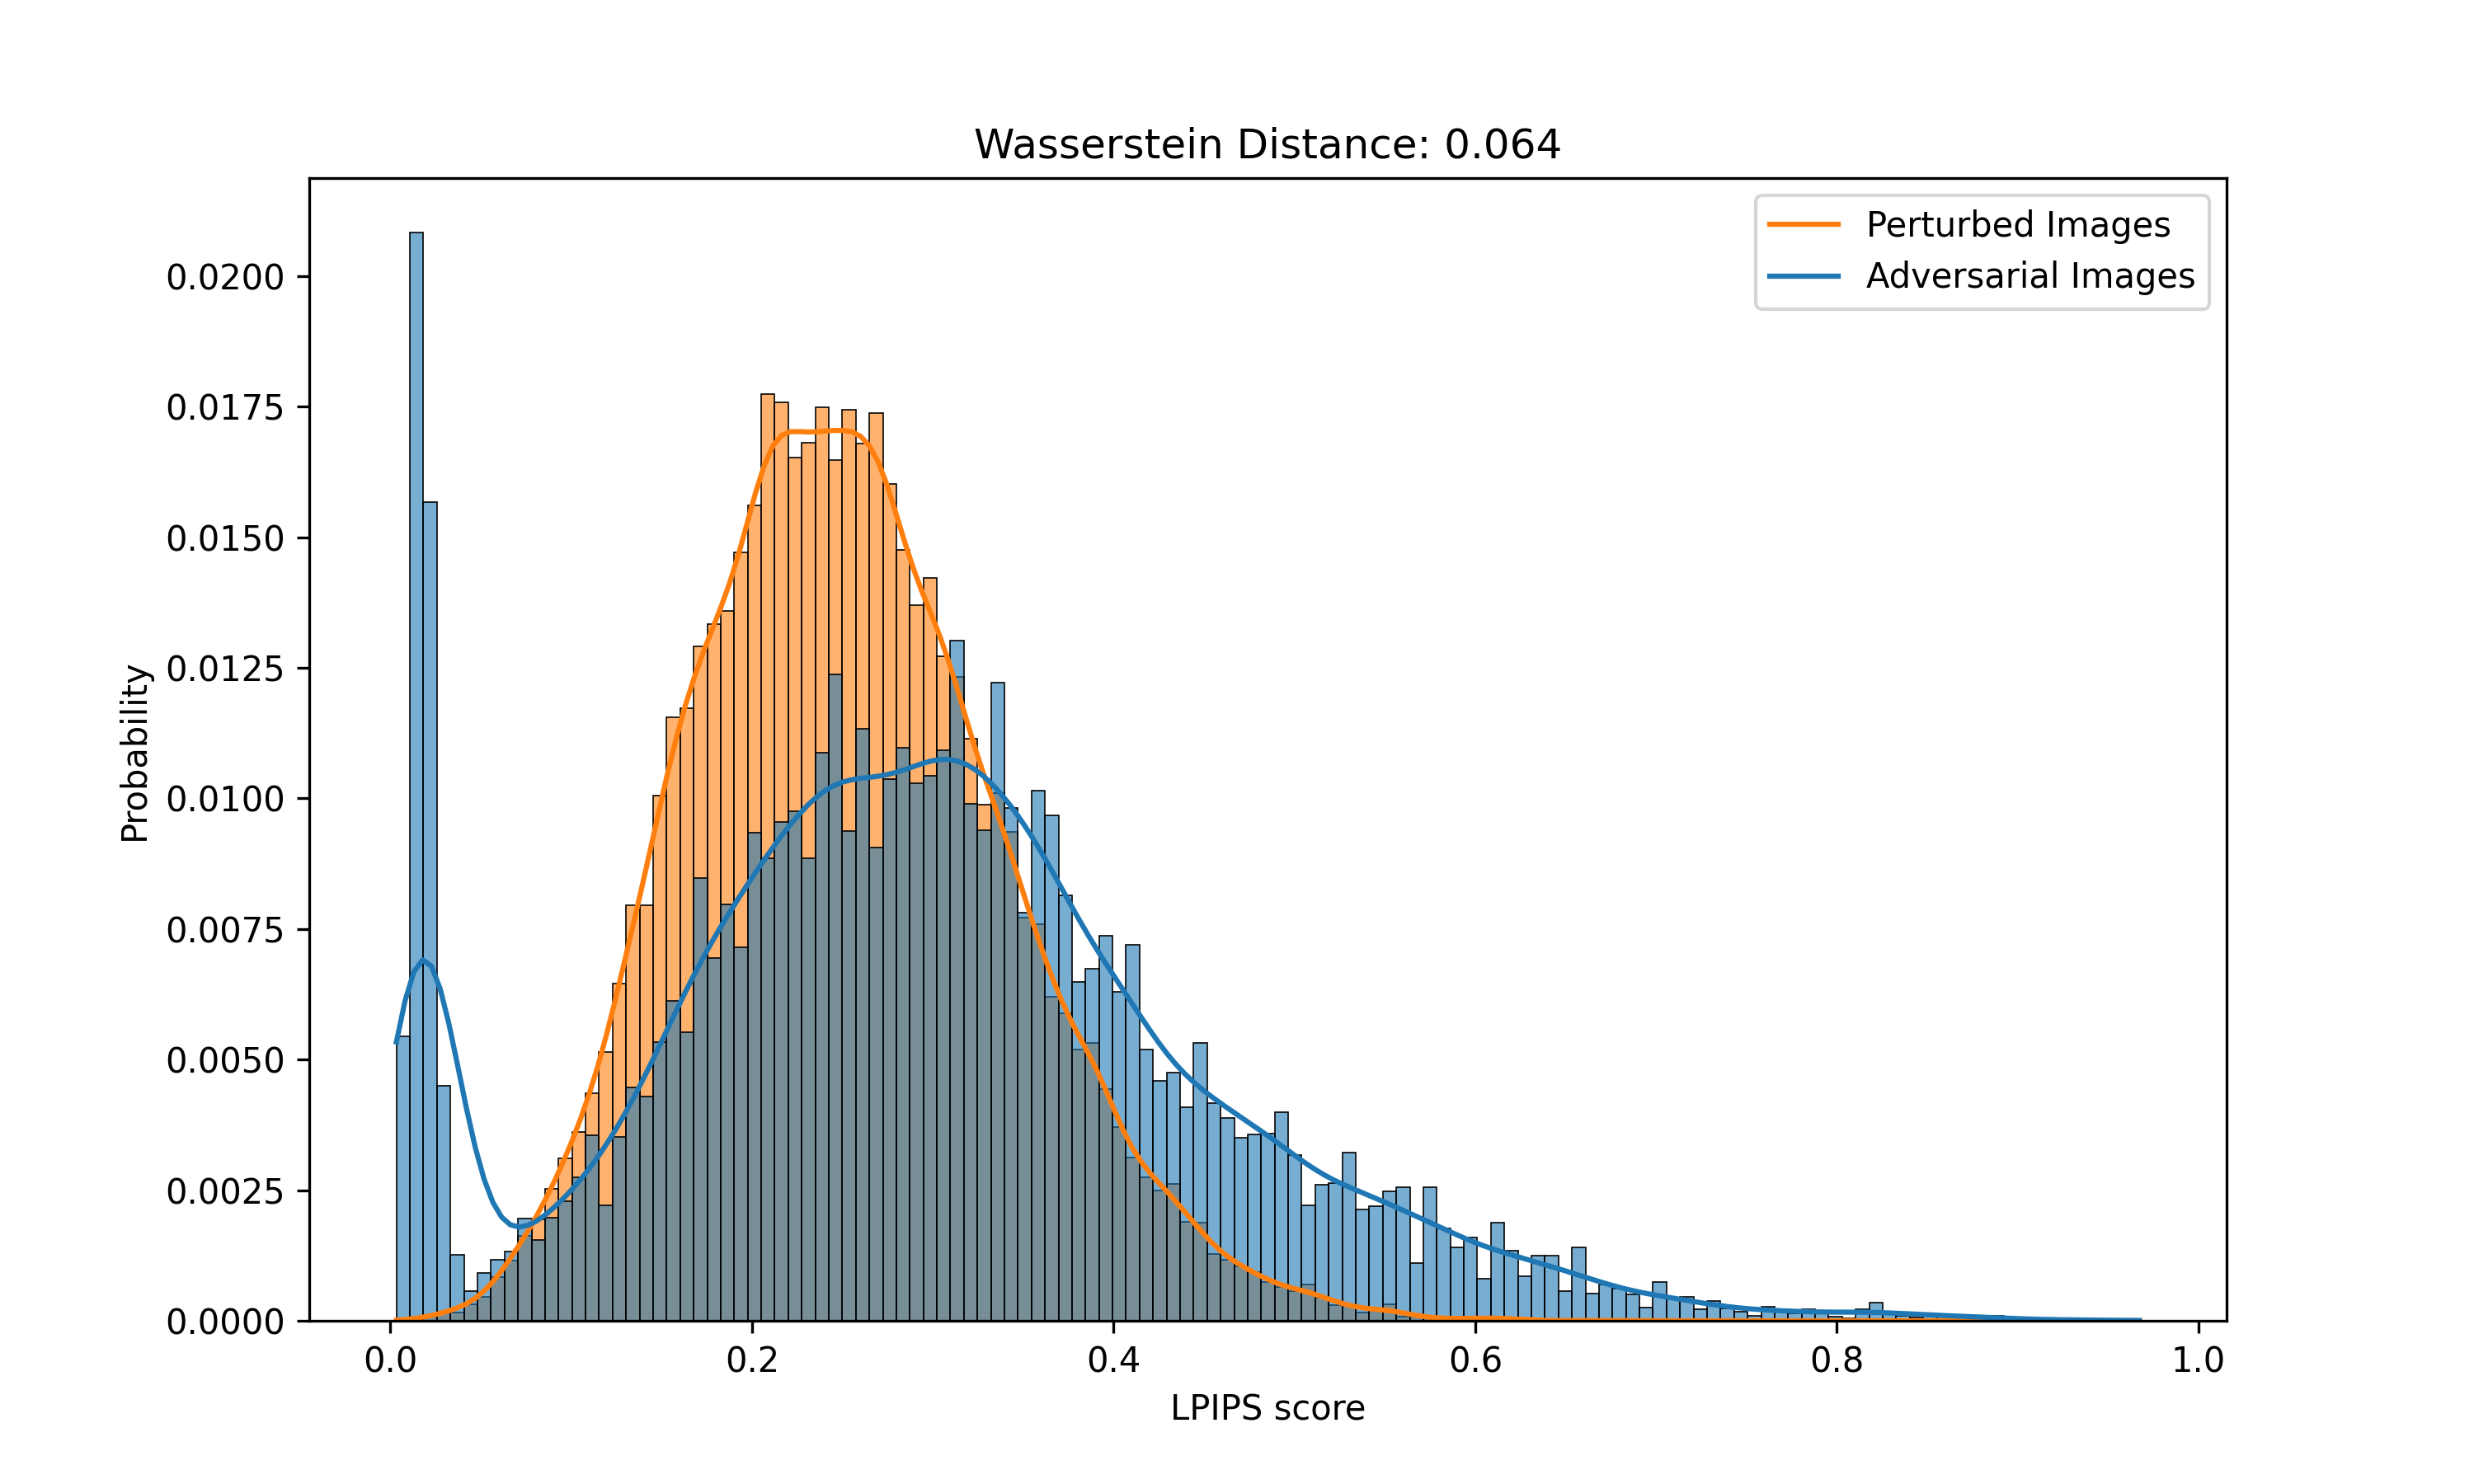 Wasserstein Distance: 0.064
Perturbed Images
Adversarial Images
Probability
0.0200
0.0175
0.0150
0.0125
0.0100
0.0075
0.0050
0.0025
0.0000
0.0 0.2 0.4 0.6 0.8 1.0
LPIPS score